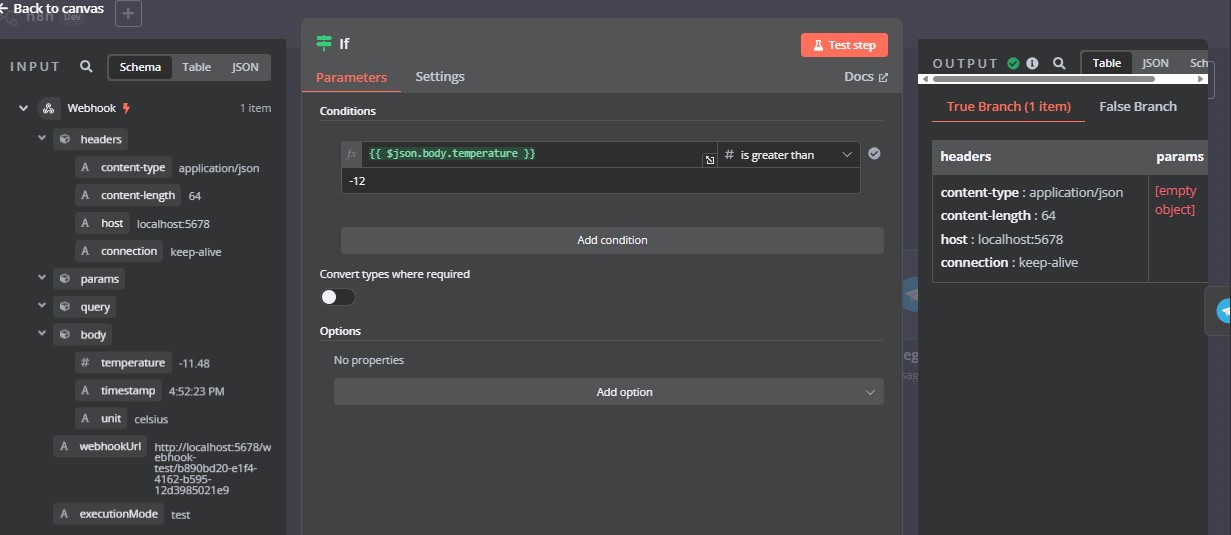 Back to canvas
n8n Dev +
INPUT Schema Table JSON
Webhook 1 item
headers
A content-type application/json
A content-length 64
A host localhost:5678
A connection keep-alive
params
query
body
# temperature -11.48
A timestamp 4:52:23 PM
A unit celsius
A webhookUrl http://localhost:5678/w
ebhook-
test/b890bd20-e1f4-
4162-b595-
12d3985021e9
A executionMode test
If
Test step
Parameters Settings Docs
Conditions
fx {{ $json.body.temperature }} # is greater than
-12
Add condition
Convert types where required
Options
No properties
Add option
OUTPUT Table JSON Sch
True Branch (1 item) False Branch
headers params
content-type : application/json [empty
content-length : 64 object]
host : localhost:5678
connection : keep-alive
eg
sag